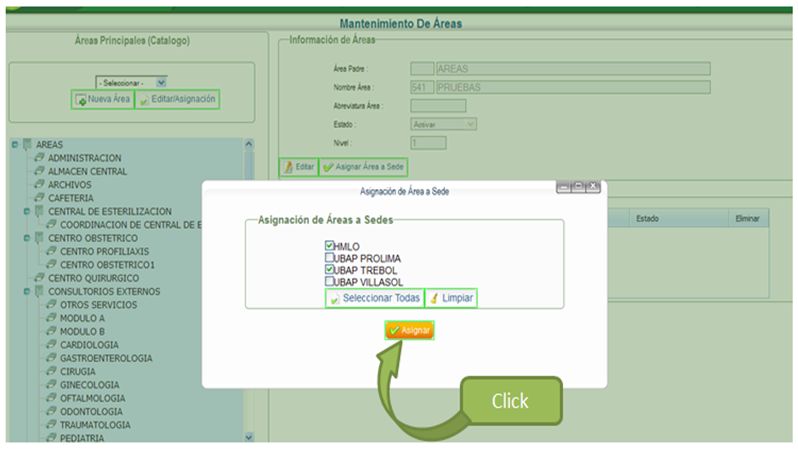 Mantenimiento De Áreas
Áreas Principales (Catalogo)
- Seleccionar -
Nueva Área
Editar/Asignación
AREAS
ADMINISTRACION
ALMACEN CENTRAL
ARCHIVOS
CAFETERIA
CENTRAL DE ESTERILIZACION
COORDINACION DE CENTRAL DE E
CENTRO OBSTETRICO
CENTRO PROFILIAXIS
CENTRO OBSTETRICO1
CENTRO QUIRURGICO
CONSULTORIOS EXTERNOS
OTROS SERVICIOS
MODULO A
MODULO B
CARDIOLOGIA
GASTROENTEROLOGIA
CIRUGIA
GINECOLOGIA
OFTALMOLOGIA
ODONTOLOGIA
TRAUMATOLOGIA
PEDIATRIA
Información de Áreas
Área Padre :
AREAS
Nombre Área :
541
PRUEBAS
Abreviatura Área :
Estado :
Activar
Nivel :
1
Editar
Asignar Área a Sede
Estado
Eliminar
Asignación de Área a Sede
Asignación de Áreas a Sedes
HMLO
UBAP PROLIMA
UBAP TREBOL
UBAP VILLASOL
Seleccionar Todas
Limpiar
Asignar
Click